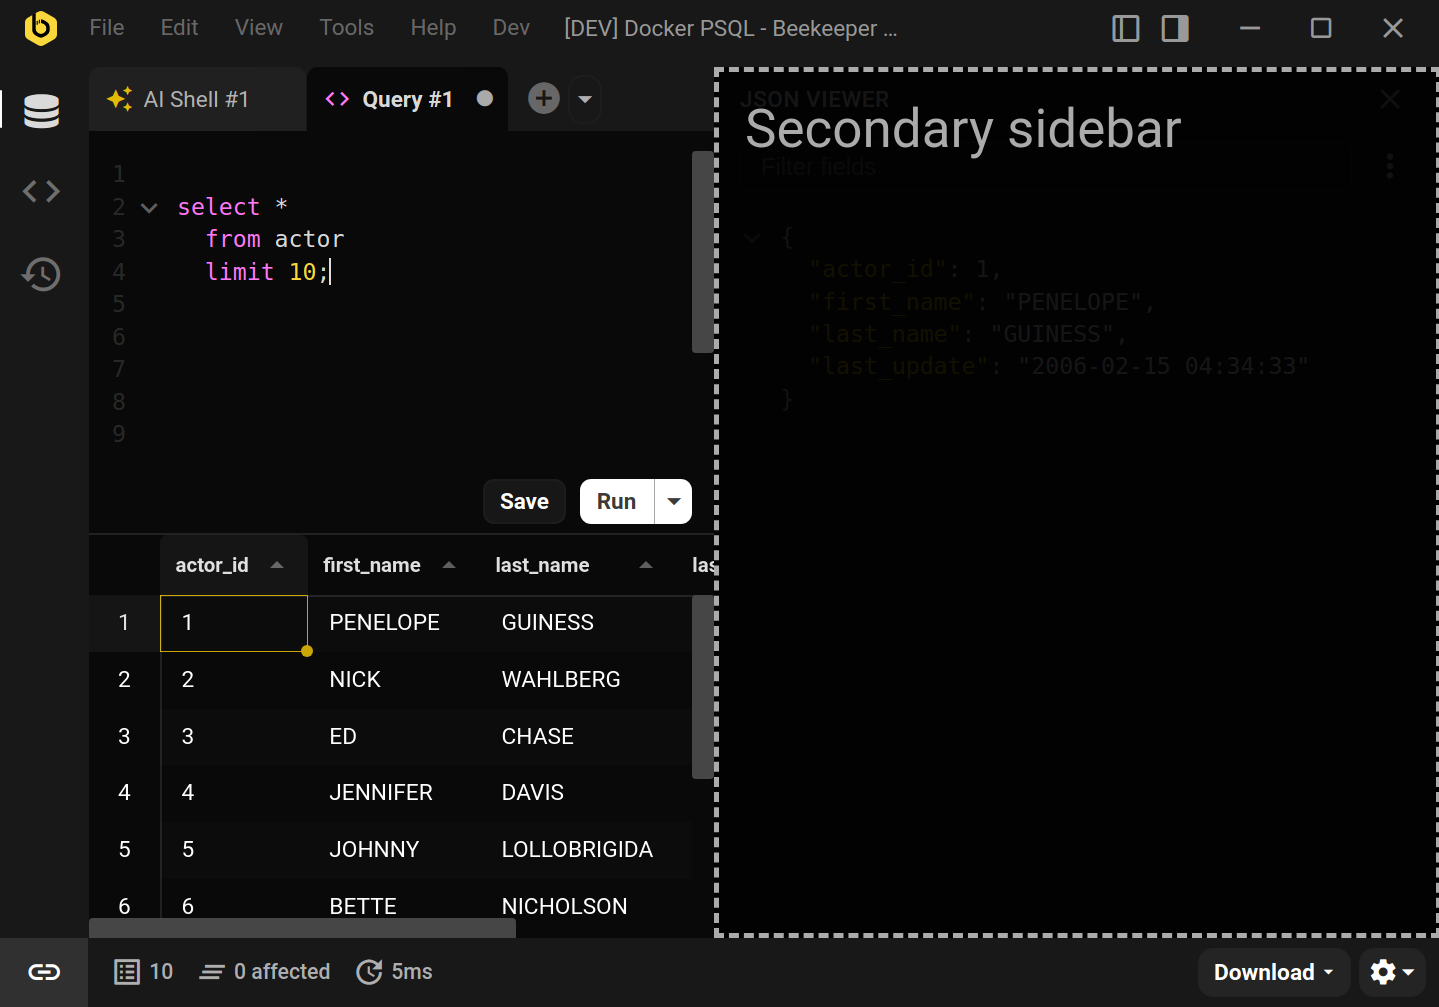 File Edit View Tools Help Dev [DEV] Docker PSQL - Beekeeper ...
AI Shell #1 Query #1
1
2 select *
3 from actor
4 limit 10;
5
6
7
8
9
Save Run
actor_id first_name last_name las
1 1 PENELOPE GUINESS
2 2 NICK WAHLBERG
3 3 ED CHASE
4 4 JENNIFER DAVIS
5 5 JOHNNY LOLLOBRIGIDA
6 6 BETTE NICHOLSON
JSON VIEWER
Secondary sidebar
Filter fields
{
"actor_id": 1,
"first_name": "PENELOPE",
"last_name": "GUINESS",
"last_update": "2006-02-15 04:34:33"
}
10 0 affected 5ms
Download